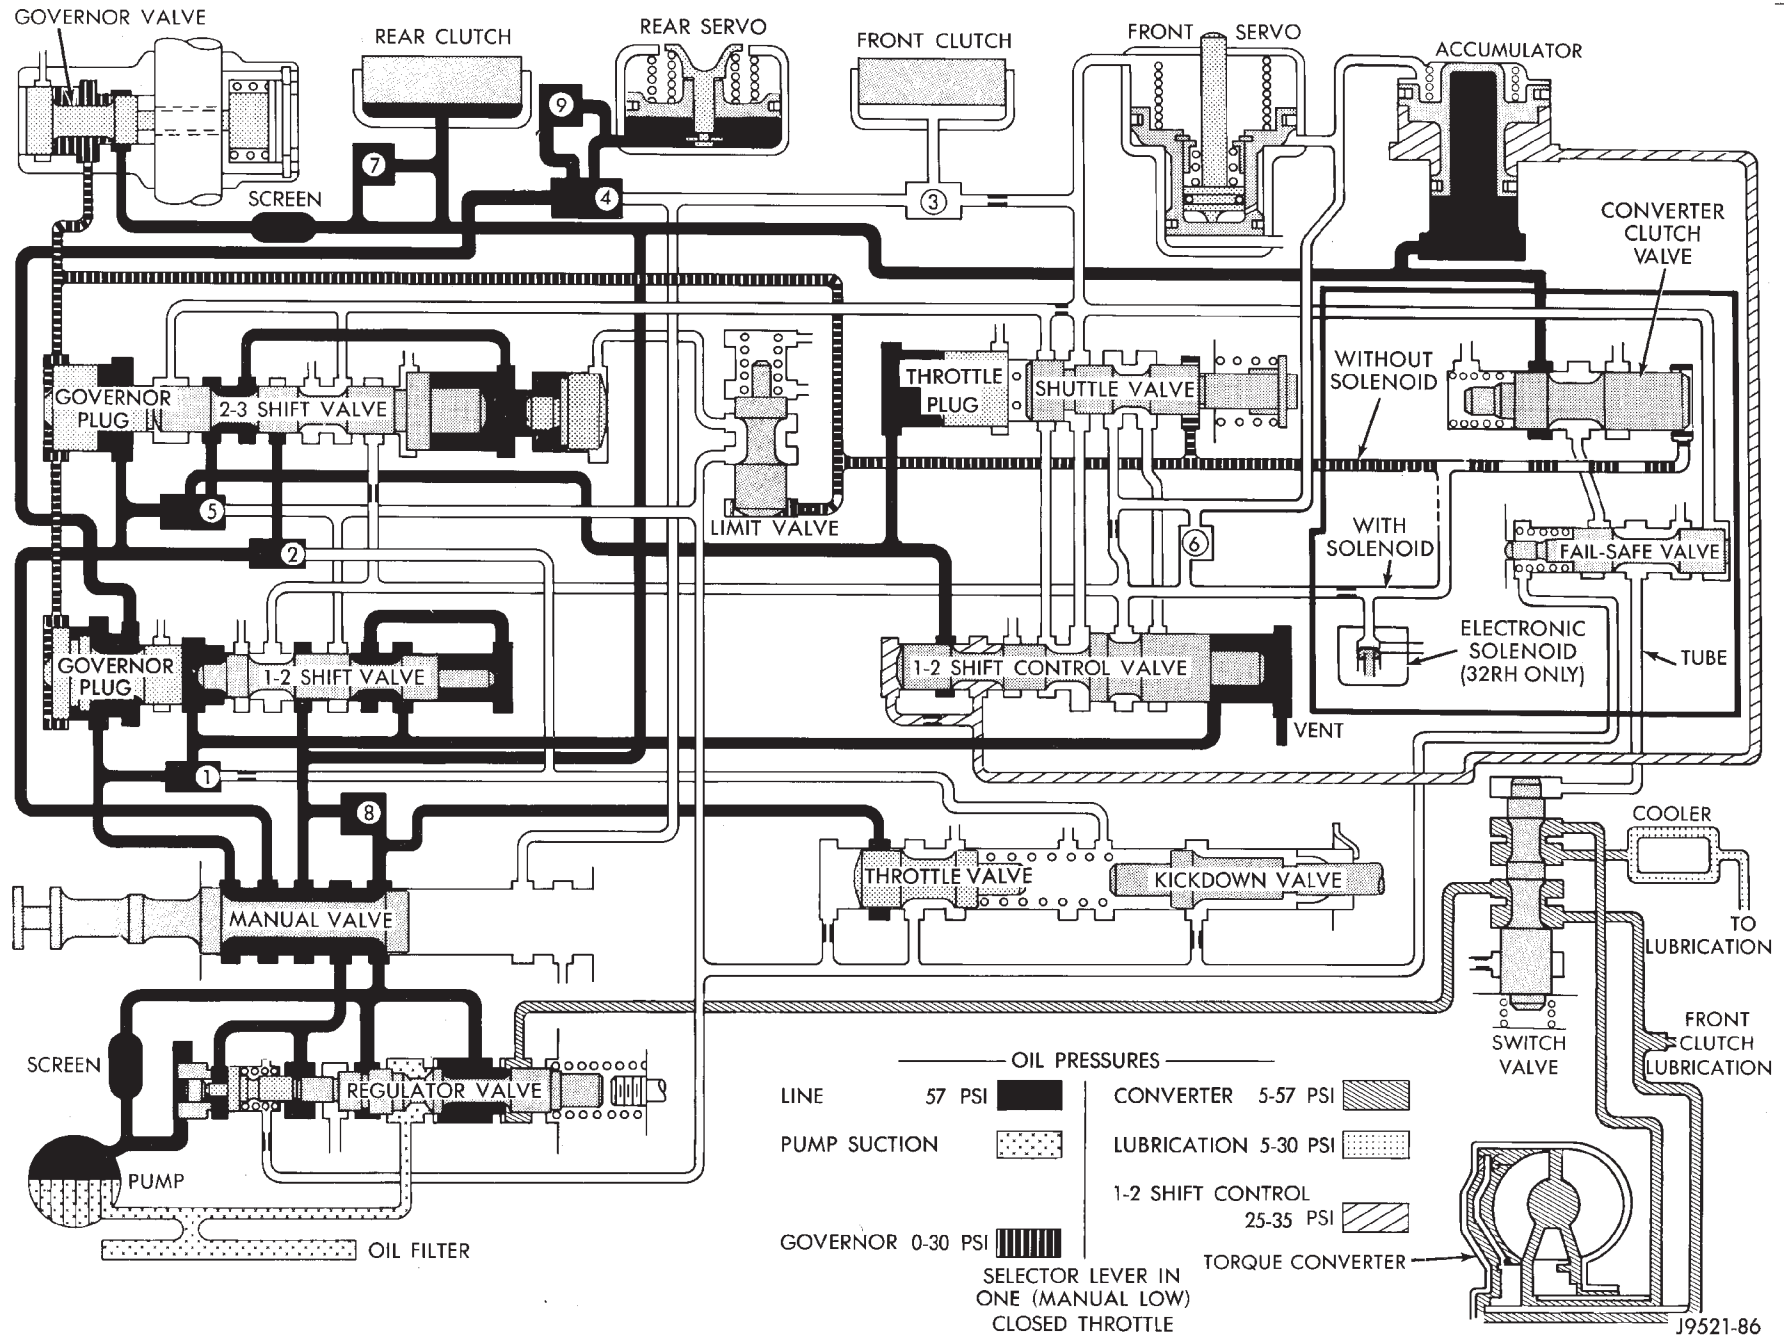 GOVERNOR VALVE
REAR CLUTCH
REAR SERVO
FRONT CLUTCH
FRONT SERVO
ACCUMULATOR
9
7
4
3
SCREEN
CONVERTER
CLUTCH
VALVE
GOVERNOR
PLUG
2-3 SHIFT VALVE
THROTTLE
PLUG
SHUTTLE VALVE
WITHOUT
SOLENOID
5
2
LIMIT VALVE
6
WITH
SOLENOID
FAIL-SAFE VALVE
GOVERNOR
PLUG
1-2 SHIFT VALVE
1-2 SHIFT CONTROL VALVE
ELECTRONIC
SOLENOID
(32RH ONLY)
TUBE
VENT
1
8
COOLER
THROTTLE VALVE
KICKDOWN VALVE
MANUAL VALVE
TO
LUBRICATION
SCREEN
REGULATOR VALVE
SWITCH
VALVE
FRONT
CLUTCH
LUBRICATION
PUMP
OIL FILTER
OIL PRESSURES
LINE 57 PSI
PUMP SUCTION
GOVERNOR 0-30 PSI
CONVERTER 5-57 PSI
LUBRICATION 5-30 PSI
1-2 SHIFT CONTROL
25-35 PSI
TORQUE CONVERTER
SELECTOR LEVER IN
ONE (MANUAL LOW)
CLOSED THROTTLE
J9521-86